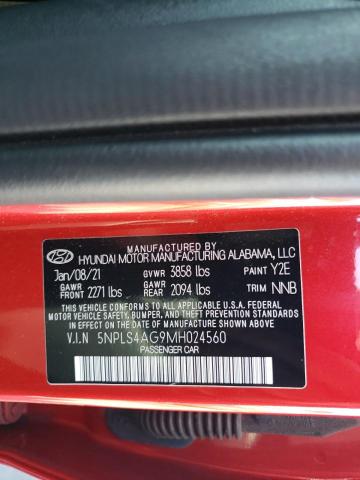 MANUFACTURED BY
HYUNDAI MOTOR MANUFACTURING ALABAMA, LLC
Jan/08/21 GVWR 3858 lbs PAINT Y2E
GAWR FRONT 2271 lbs GAWR REAR 2094 lbs TRIM NNB
THIS VEHICLE CONFORMS TO ALL APPLICABLE U.S.A. FEDERAL
MOTOR VEHICLE SAFETY, BUMPER, AND THEFT PREVENTION
STANDARDS IN EFFECT ON THE DATE OF MANUFACTURE SHOWN ABOVE.
V.I.N 5NPLS4AG9MH024560
PASSENGER CAR